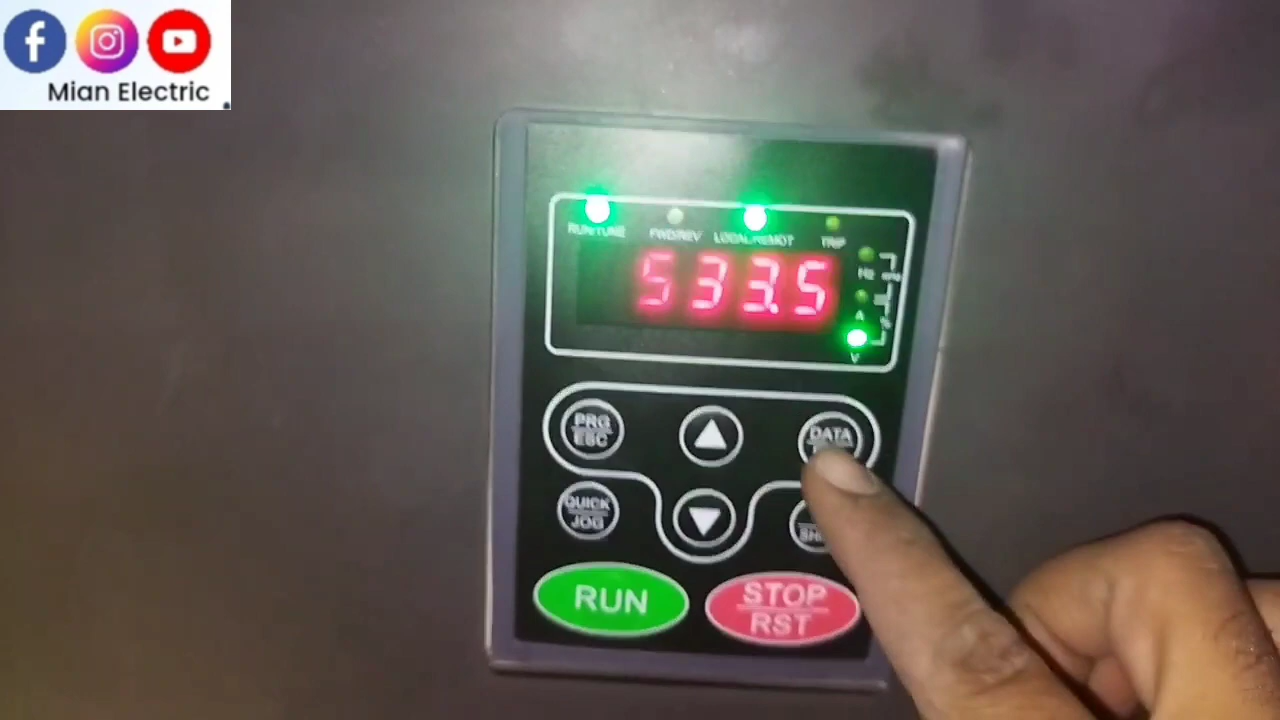 Mian Electric
RUN/TUNE FWD/REV LOCAL/REMOT TRIP
533.5
Hz
A
%
V
PRG
ESC
DATA
QUICK
JOG
RUN
STOP
RST